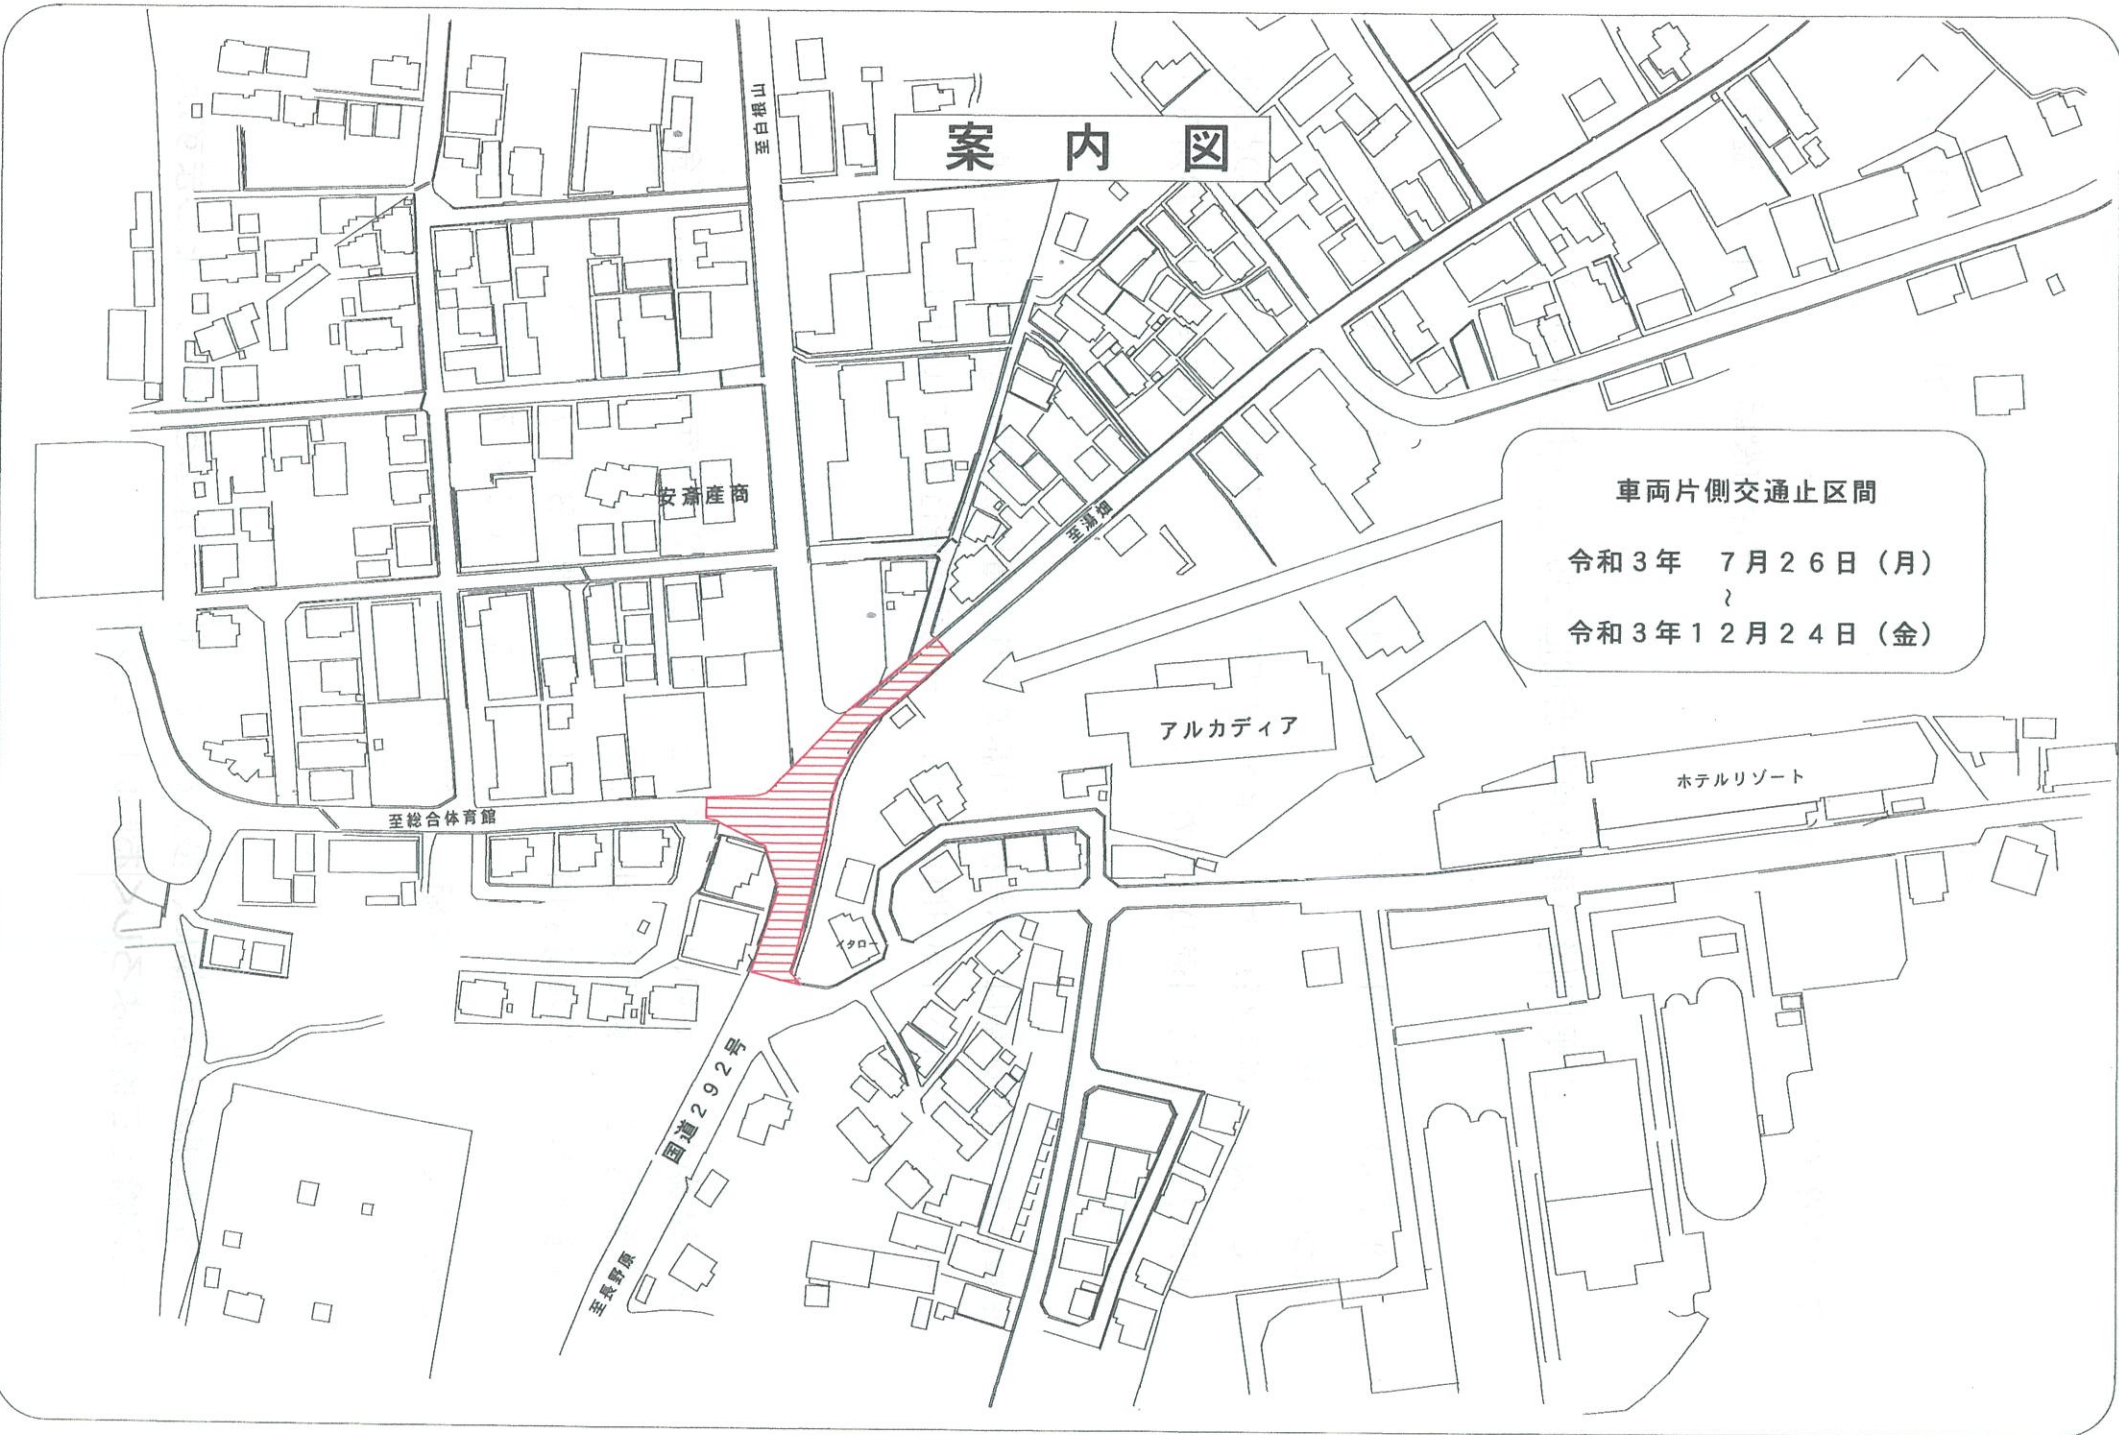 案　内　図
至白根山
安斎産商
至湯畑
車両片側交通止区間
令和３年　７月２６日（月）
～
令和３年１２月２４日（金）
アルカディア
ホテルリゾート
至総合体育館
イタロー
国道２９２号
至長野原